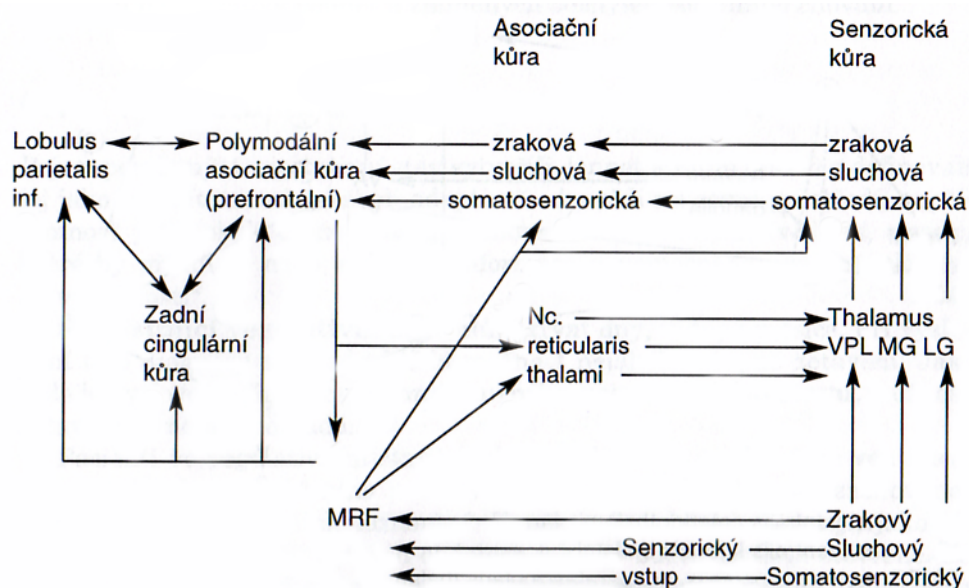 Asociační
kůra
Senzorická
kůra
Lobulus
parietalis
inf.
Polymodální
asociační kůra
(prefrontální)
zraková
sluchová
somatosenzorická
zraková
sluchová
somatosenzorická
Zadní
cingulární
kůra
Nc.
reticularis
thalami
Thalamus
VPL MG LG
MRF
Senzorický
vstup
Zrakový
Sluchový
Somatosenzorický